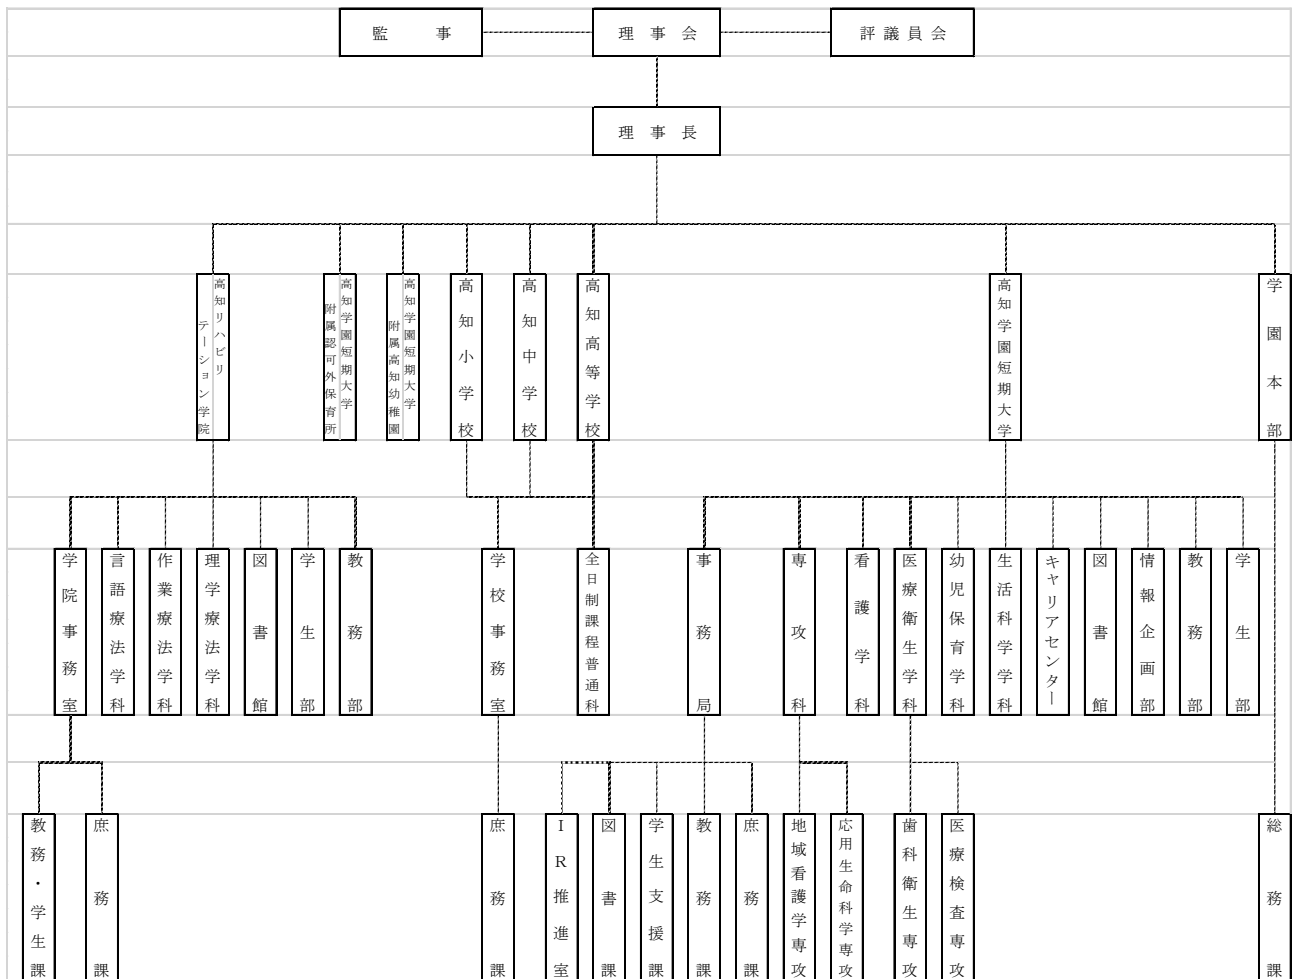 監事
理事会
評議員会
理事長
高知リハビリ
テーション学院
高知学園短期大学
附属認可外保育所
高知学園短期大学
附属高知幼稚園
高知小学校
高知中学校
高知高等学校
高知学園短期大学
学園本部
学院事務室
言語療法学科
作業療法学科
理学療法学科
図書館
学生部
教務部
学校事務室
全日制課程普通科
事務局
専攻科
看護学科
医療衛生学科
幼児保育学科
生活科学学科
キャリアセンター
図書館
情報企画部
教務部
学生部
教務・学生課
庶務課
庶務課
IR推進室
図書課
学生支援課
教務課
庶務課
地域看護学専攻
応用生命科学専攻
歯科衛生専攻
医療検査専攻
総務課